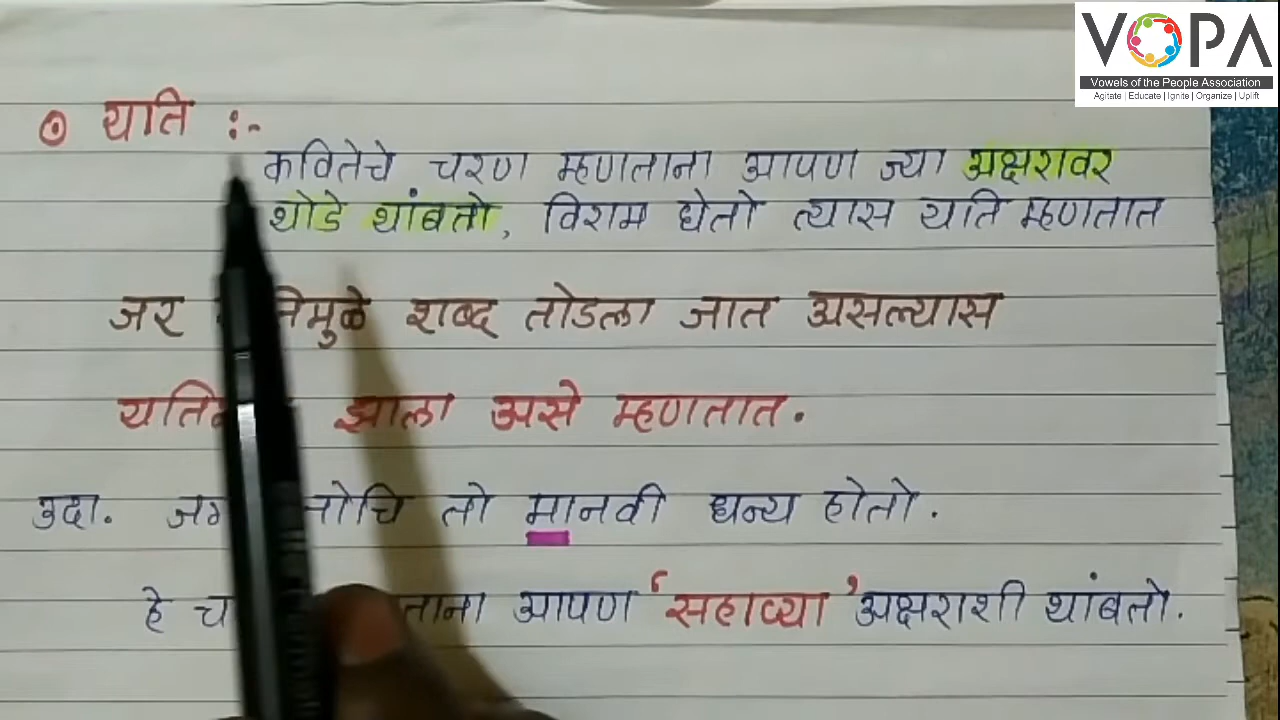 VOPA
Vowels of the People Association
Agitate | Educate | Ignite | Organize | Uplift
⦿ यति :-
कवितेचे चरण म्हणताना आपण ज्या अक्षरावर
थोडे थांबतो, विराम घेतो त्यास यति म्हणतात
जर शब्द तोडला जात असल्यास
झाला असे म्हणतात.
उदा. तो मानवी धन्य होतो.
हे आपण 'सहाव्या' अक्षराशी थांबतो.